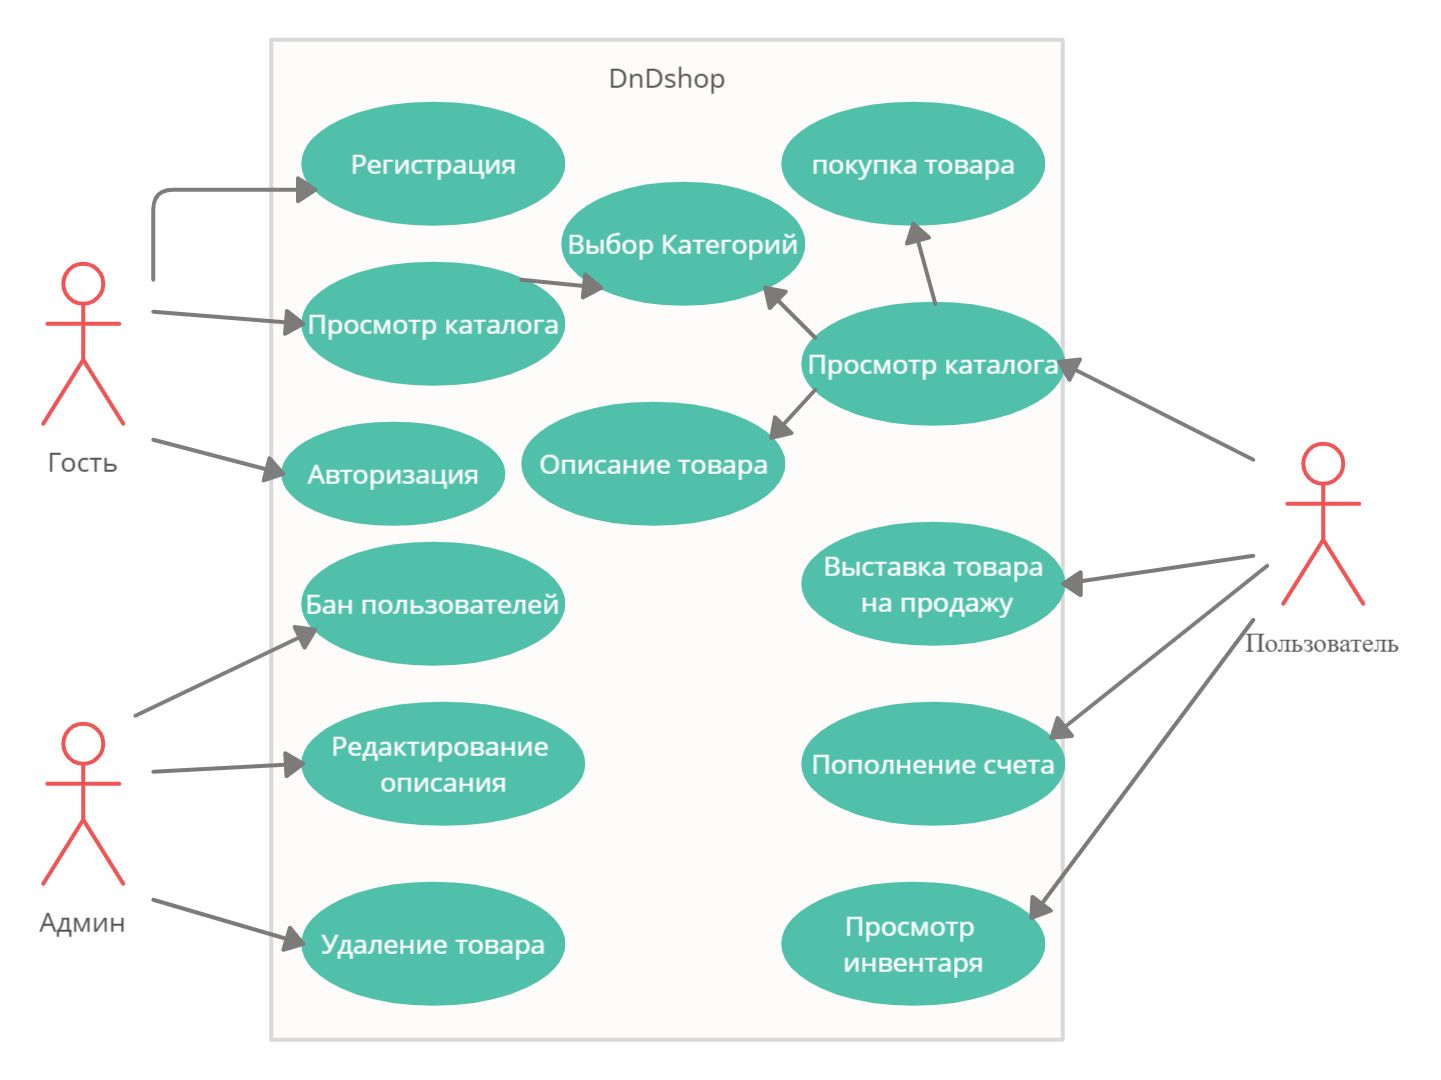 DnDshop
Регистрация
покупка товара
Выбор Категорий
Просмотр каталога
Просмотр каталога
Гость
Авторизация
Описание товара
Выставка товара
на продажу
Бан пользователей
Пользователь
Редактирование
описания
Пополнение счета
Админ
Удаление товара
Просмотр
инвентаря